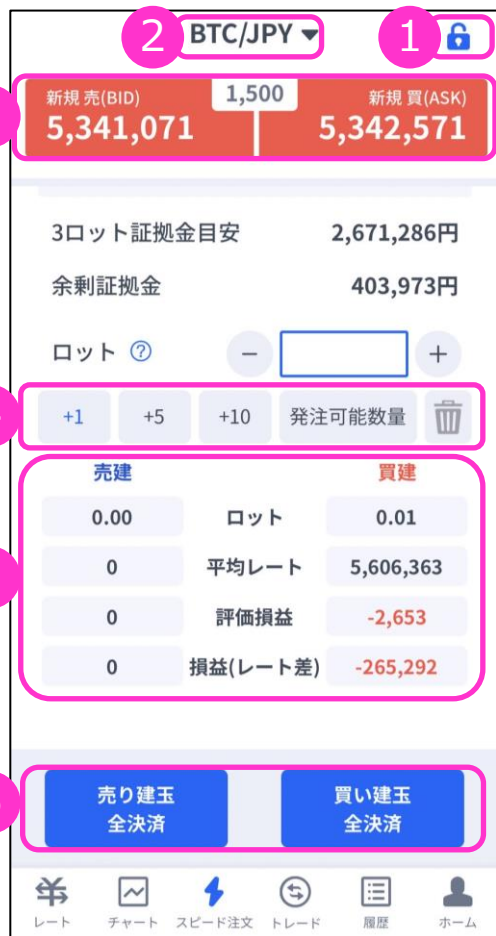 2 BTC/JPY 1
新規 売(BID) 1,500 新規 買(ASK)
5,341,071 5,342,571
3ロット証拠金目安 2,671,286円
余剰証拠金 403,973円
ロット ? − +
+1 +5 +10 発注可能数量
売建 買建
0.00 ロット 0.01
0 平均レート 5,606,363
0 評価損益 -2,653
0 損益(レート差) -265,292
売り建玉 買い建玉
全決済 全決済
レート チャート スピード注文 トレード 履歴 ホーム